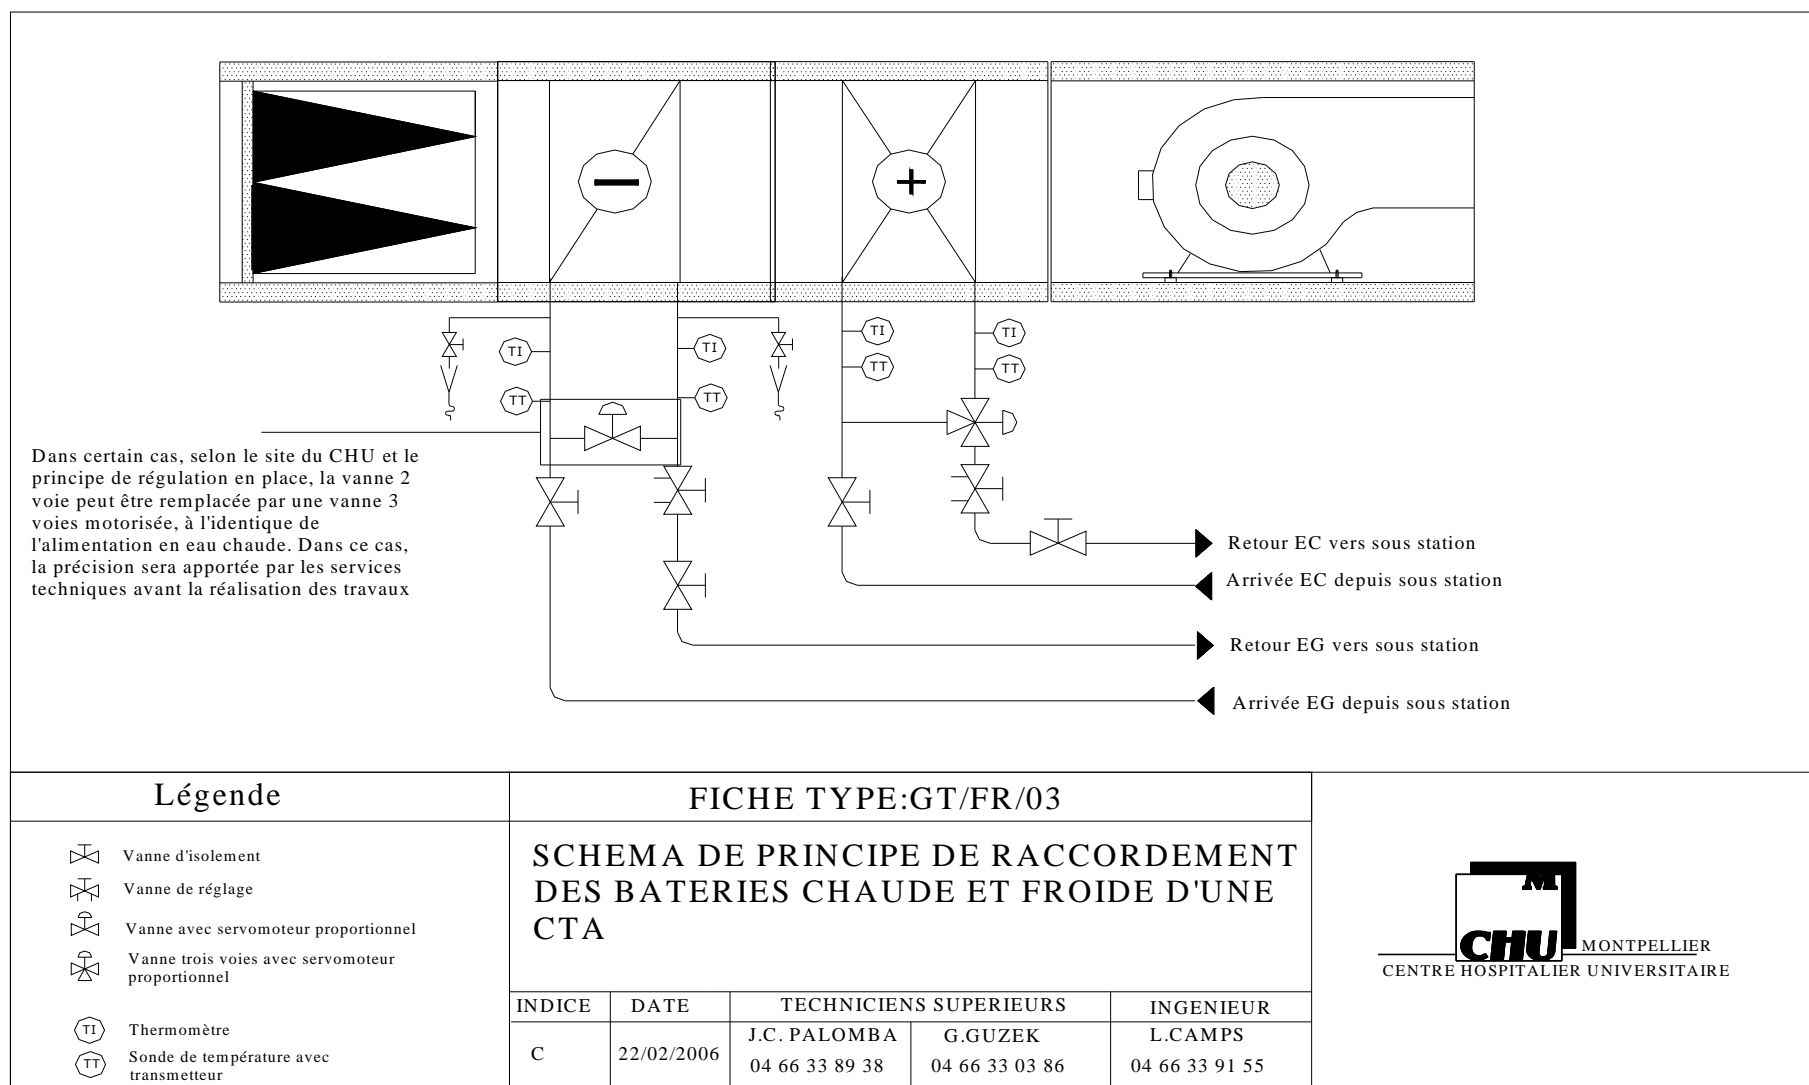 TI
TI
TI
TI
TT
TT
TT
TT
Dans certain cas, selon le site du CHU et le
principe de régulation en place, la vanne 2
voie peut être remplacée par une vanne 3
voies motorisée, à l'identique de
l'alimentation en eau chaude. Dans ce cas,
la précision sera apportée par les services
techniques avant la réalisation des travaux
Retour EC vers sous station
Arrivée EC depuis sous station
Retour EG vers sous station
Arrivée EG depuis sous station
Légende
Vanne d'isolement
Vanne de réglage
Vanne avec servomoteur proportionnel
Vanne trois voies avec servomoteur
proportionnel
TI Thermomètre
TT Sonde de température avec
transmetteur
FICHE TYPE:GT/FR/03
SCHEMA DE PRINCIPE DE RACCORDEMENT
DES BATERIES CHAUDE ET FROIDE D'UNE
CTA
INDICE DATE TECHNICIENS SUPERIEURS INGENIEUR
C 22/02/2006 J.C. PALOMBA G.GUZEK L.CAMPS
04 66 33 89 38 04 66 33 03 86 04 66 33 91 55
M
CHU MONTPELLIER
CENTRE HOSPITALIER UNIVERSITAIRE